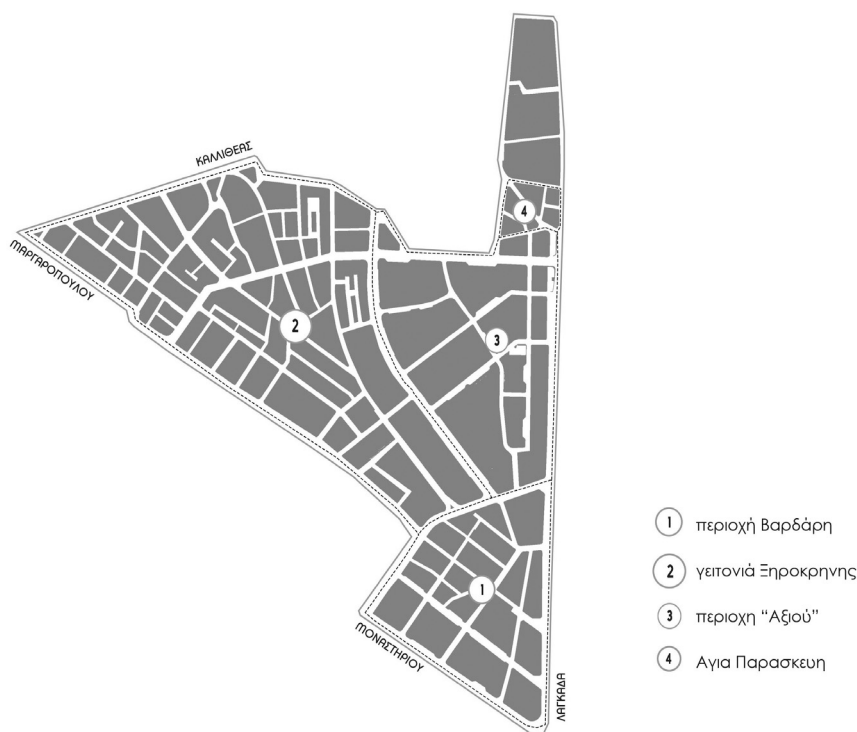 ΚΑΛΛΙΘΕΑΣ
ΜΑΡΓΑΡΟΠΟΥΛΟΥ
4
2
3
1
ΜΟΝΑΣΤΗΡΙΟΥ
ΛΑΓΚΑΔΑ
1 περιοχή Βαρδάρη
2 γειτονιά Ξηροκρηνης
3 περιοχη “Αξιού”
4 Αγια Παρασκευη